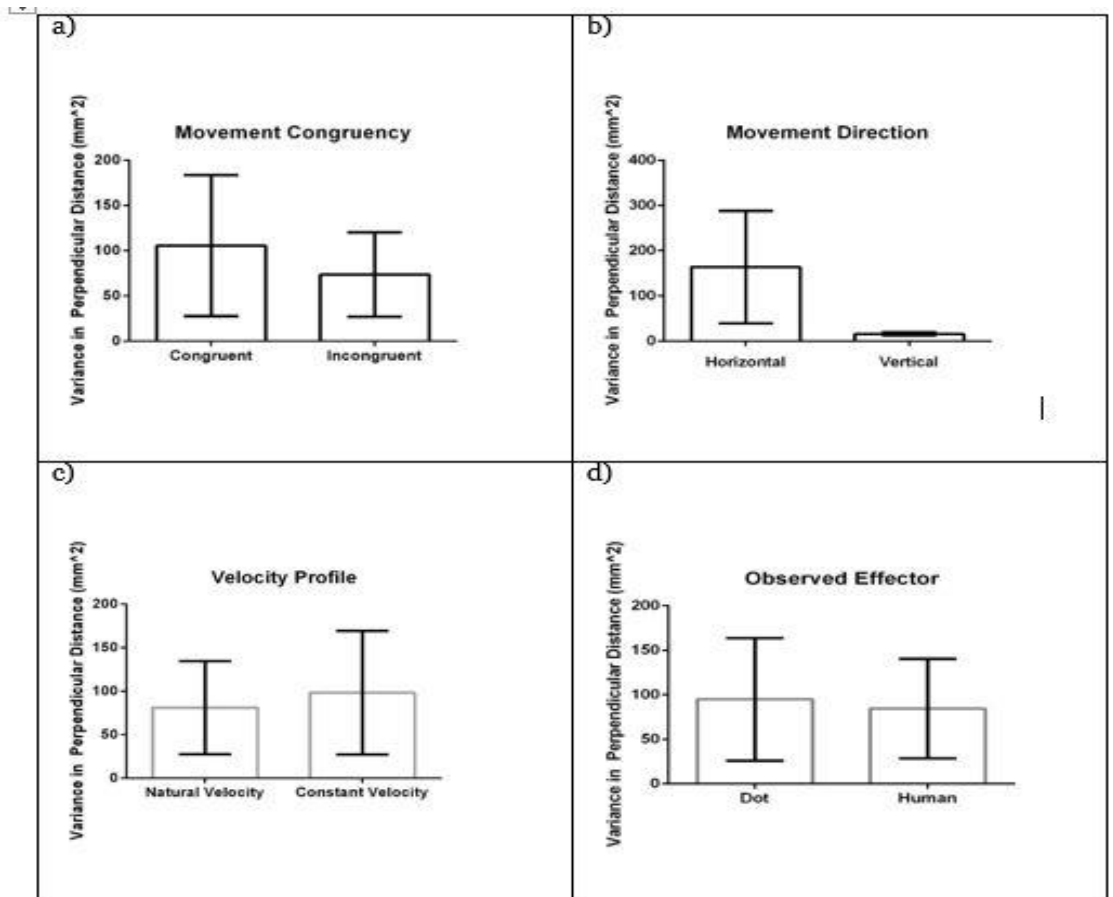 a)
Movement Congruency
Variance in Perpendicular Distance (mm^2)
200
150
100
50
0
Congruent Incongruent
b)
Movement Direction
Variance in Perpendicular Distance (mm^2)
400
300
200
100
0
Horizontal Vertical
c)
Velocity Profile
Variance in Perpendicular Distance (mm^2)
200
150
100
50
0
Natural Velocity Constant Velocity
d)
Observed Effector
Variance in Perpendicular Distance (mm^2)
200
150
100
50
0
Dot Human